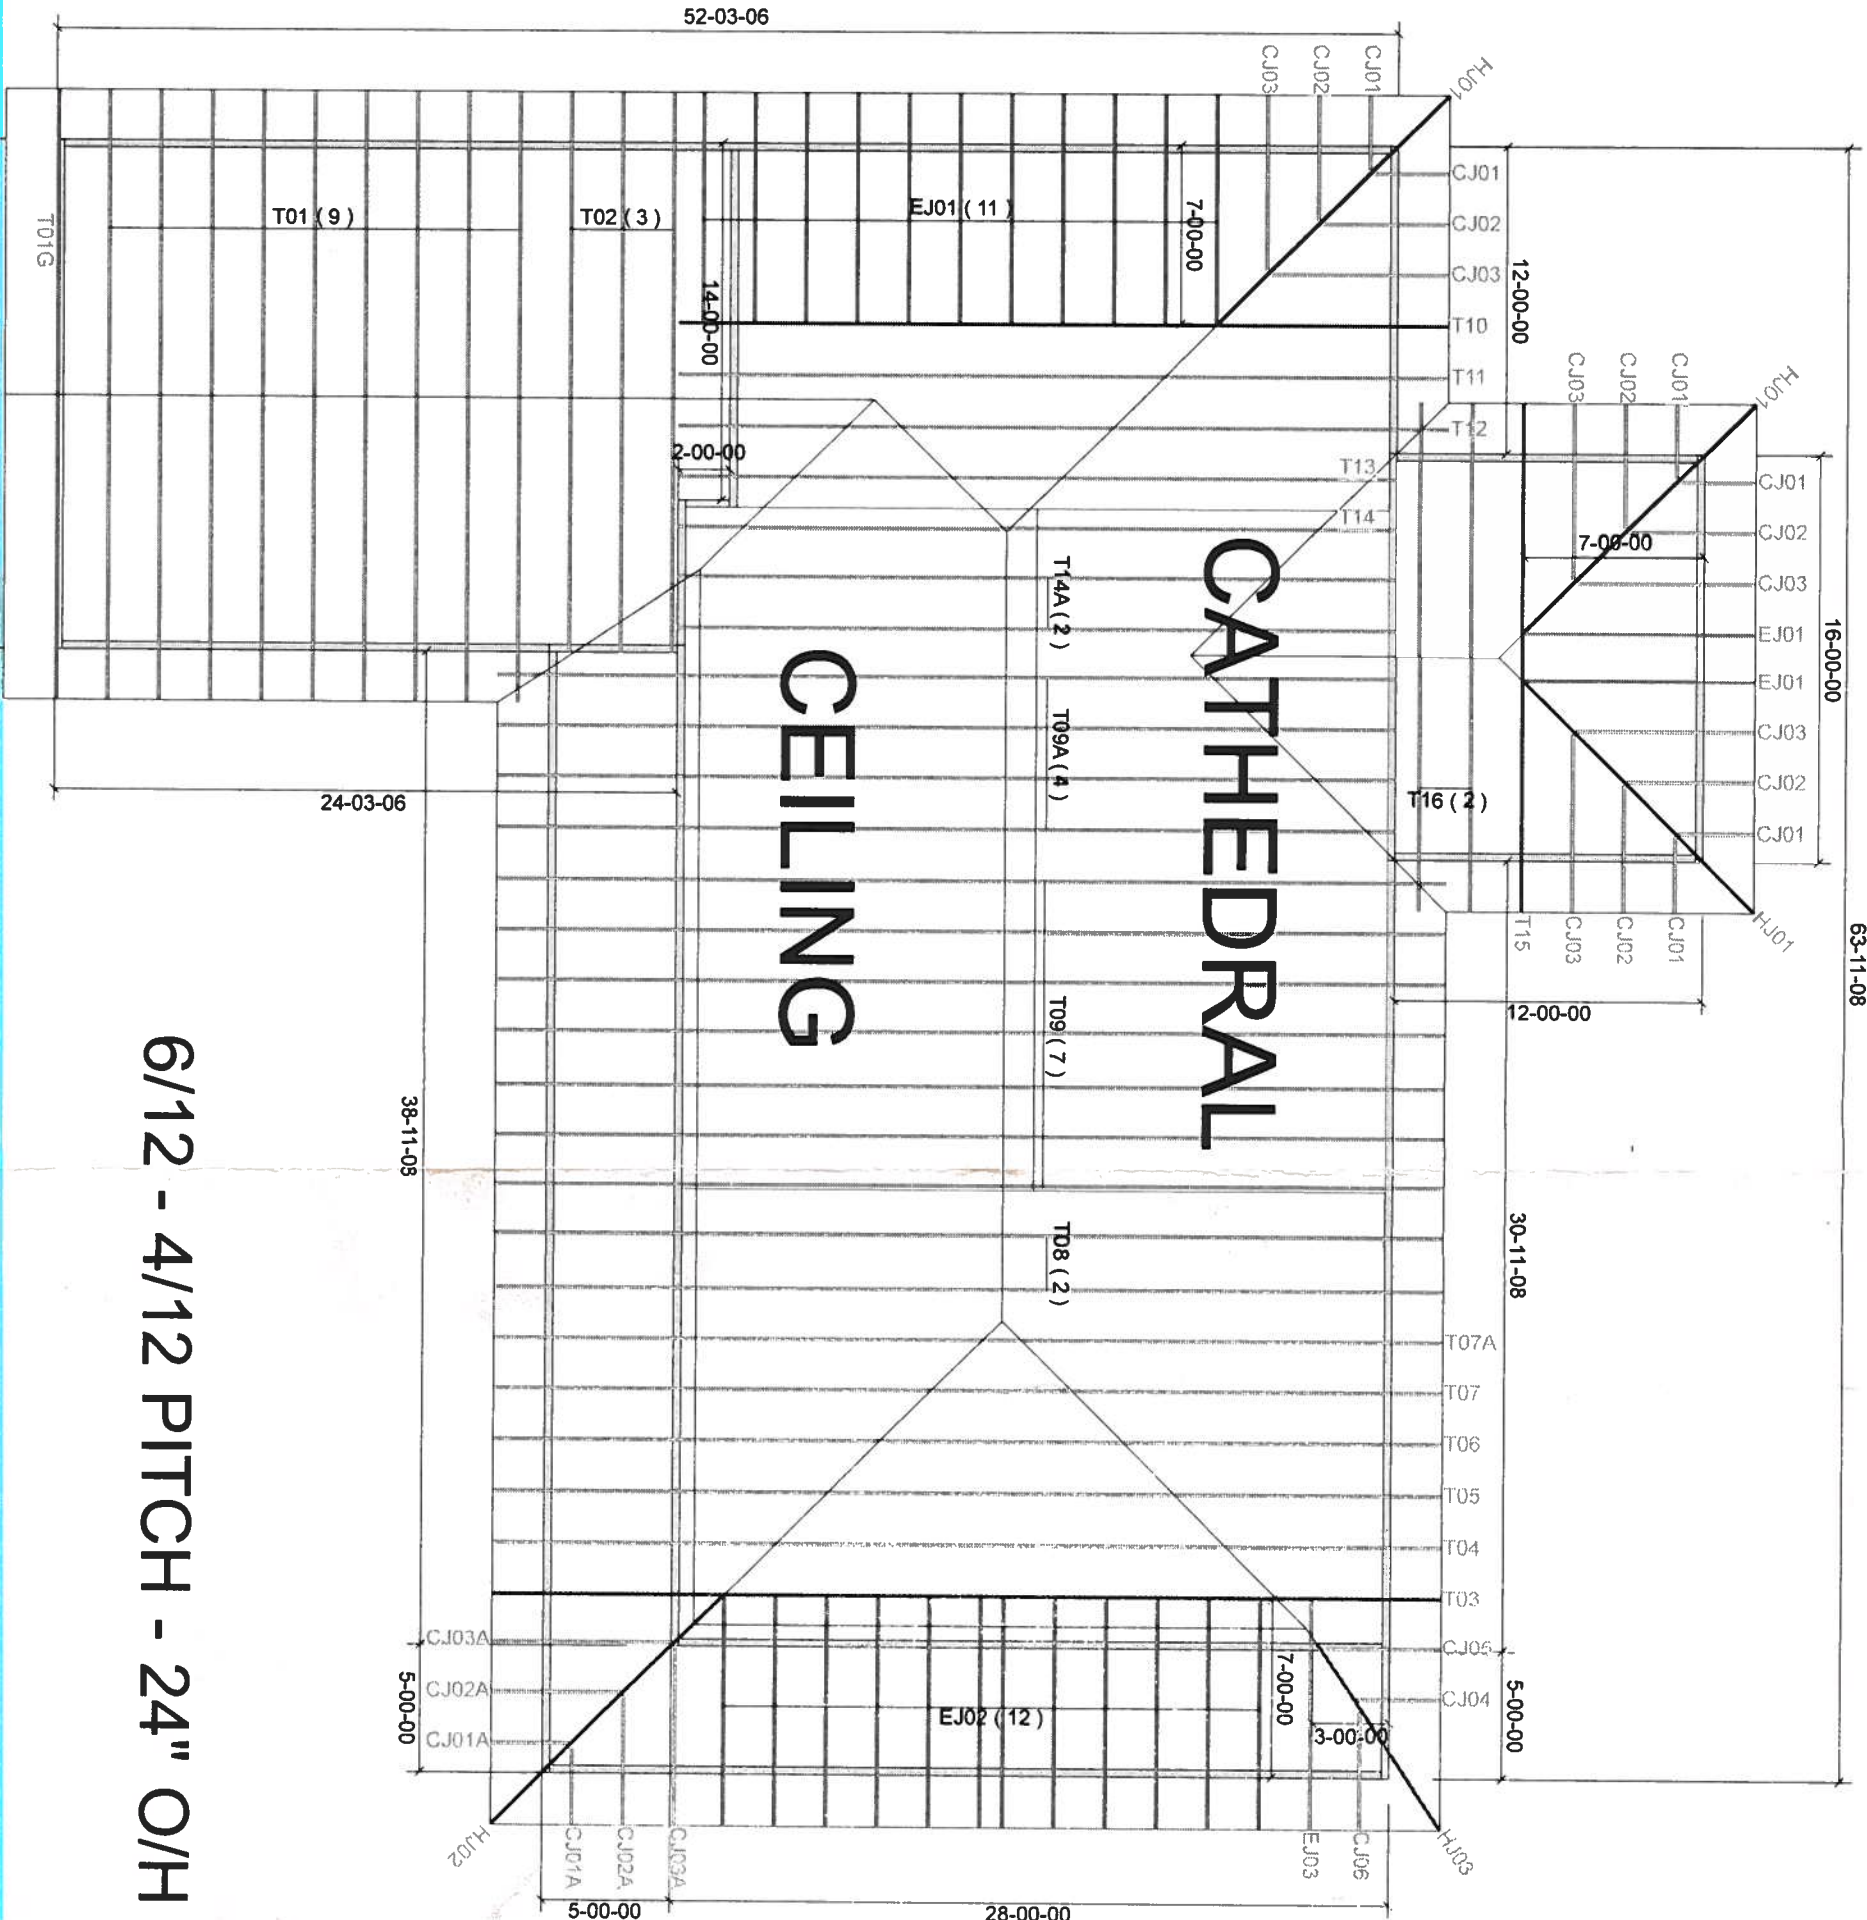 52-03-06
HJ01
CJ03
CJ02
CJ01
CJ01
CJ02
CJ03
T10
T11
T12
T13
T14
12-00-00
7-00-00
EJ01 ( 11 )
T01 ( 9 )
T02 ( 3 )
T01G
14-00-00
2-00-00
HJ01
CJ03
CJ02
CJ01
CJ01
CJ02
CJ03
EJ01
EJ01
CJ03
CJ02
CJ01
7-00-00
16-00-00
HJ01
T15
CJ03
CJ02
CJ01
T16 ( 2 )
12-00-00
63-11-08
CATHEDRAL
CEILING
T14A ( 2 )
T09A ( 4 )
T09 ( 7 )
T08 ( 2 )
24-03-06
38-11-08
30-11-08
T07A
T07
T06
T05
T04
T03
CJ05
CJ04
5-00-00
7-00-00
3-00-00
EJ02 ( 12 )
CJ03A
CJ02A
CJ01A
5-00-00
HJ02
CJ01A
CJ02A
CJ03A
EJ03
CJ06
HJ03
5-00-00
28-00-00
6/12 - 4/12 PITCH - 24" O/H